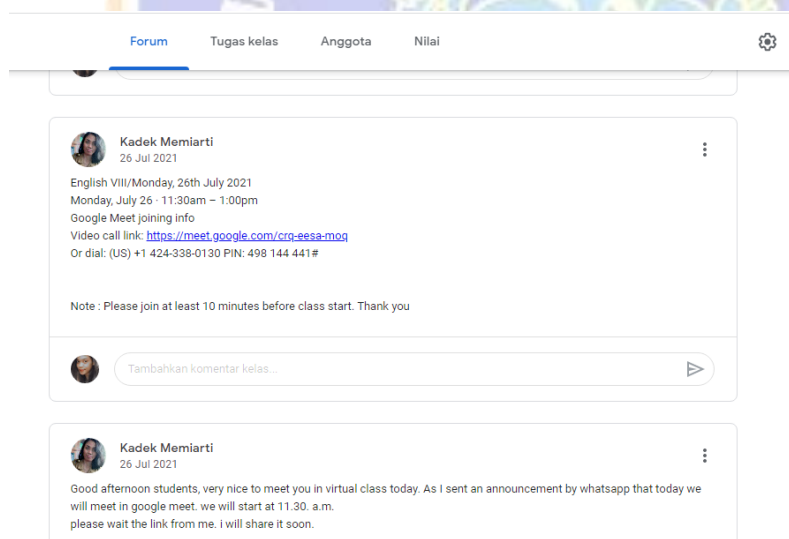 Forum
Tugas kelas
Anggota
Nilai
Kadek Memiarti
26 Jul 2021
English VIII/Monday, 26th July 2021
Monday, July 26 · 11:30am – 1:00pm
Google Meet joining info
Video call link: https://meet.google.com/crq-eesa-moq
Or dial: (US) +1 424-338-0130 PIN: 498 144 441#
Note : Please join at least 10 minutes before class start. Thank you
Tambahkan komentar kelas...
Kadek Memiarti
26 Jul 2021
Good afternoon students, very nice to meet you in virtual class today. As I sent an announcement by whatsapp that today we
will meet in google meet. we will start at 11.30. a.m.
please wait the link from me. i will share it soon.